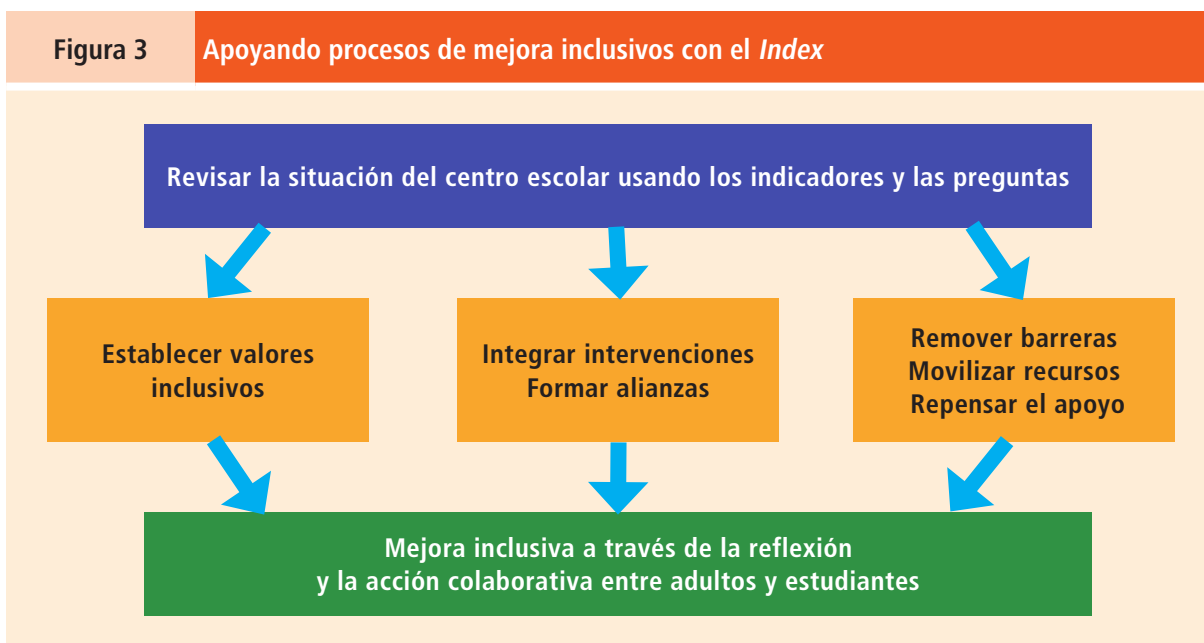 Figura 3
Apoyando procesos de mejora inclusivos con el Index
Revisar la situación del centro escolar usando los indicadores y las preguntas
Establecer valores
inclusivos
Integrar intervenciones
Formar alianzas
Remover barreras
Movilizar recursos
Repensar el apoyo
Mejora inclusiva a través de la reflexión
y la acción colaborativa entre adultos y estudiantes